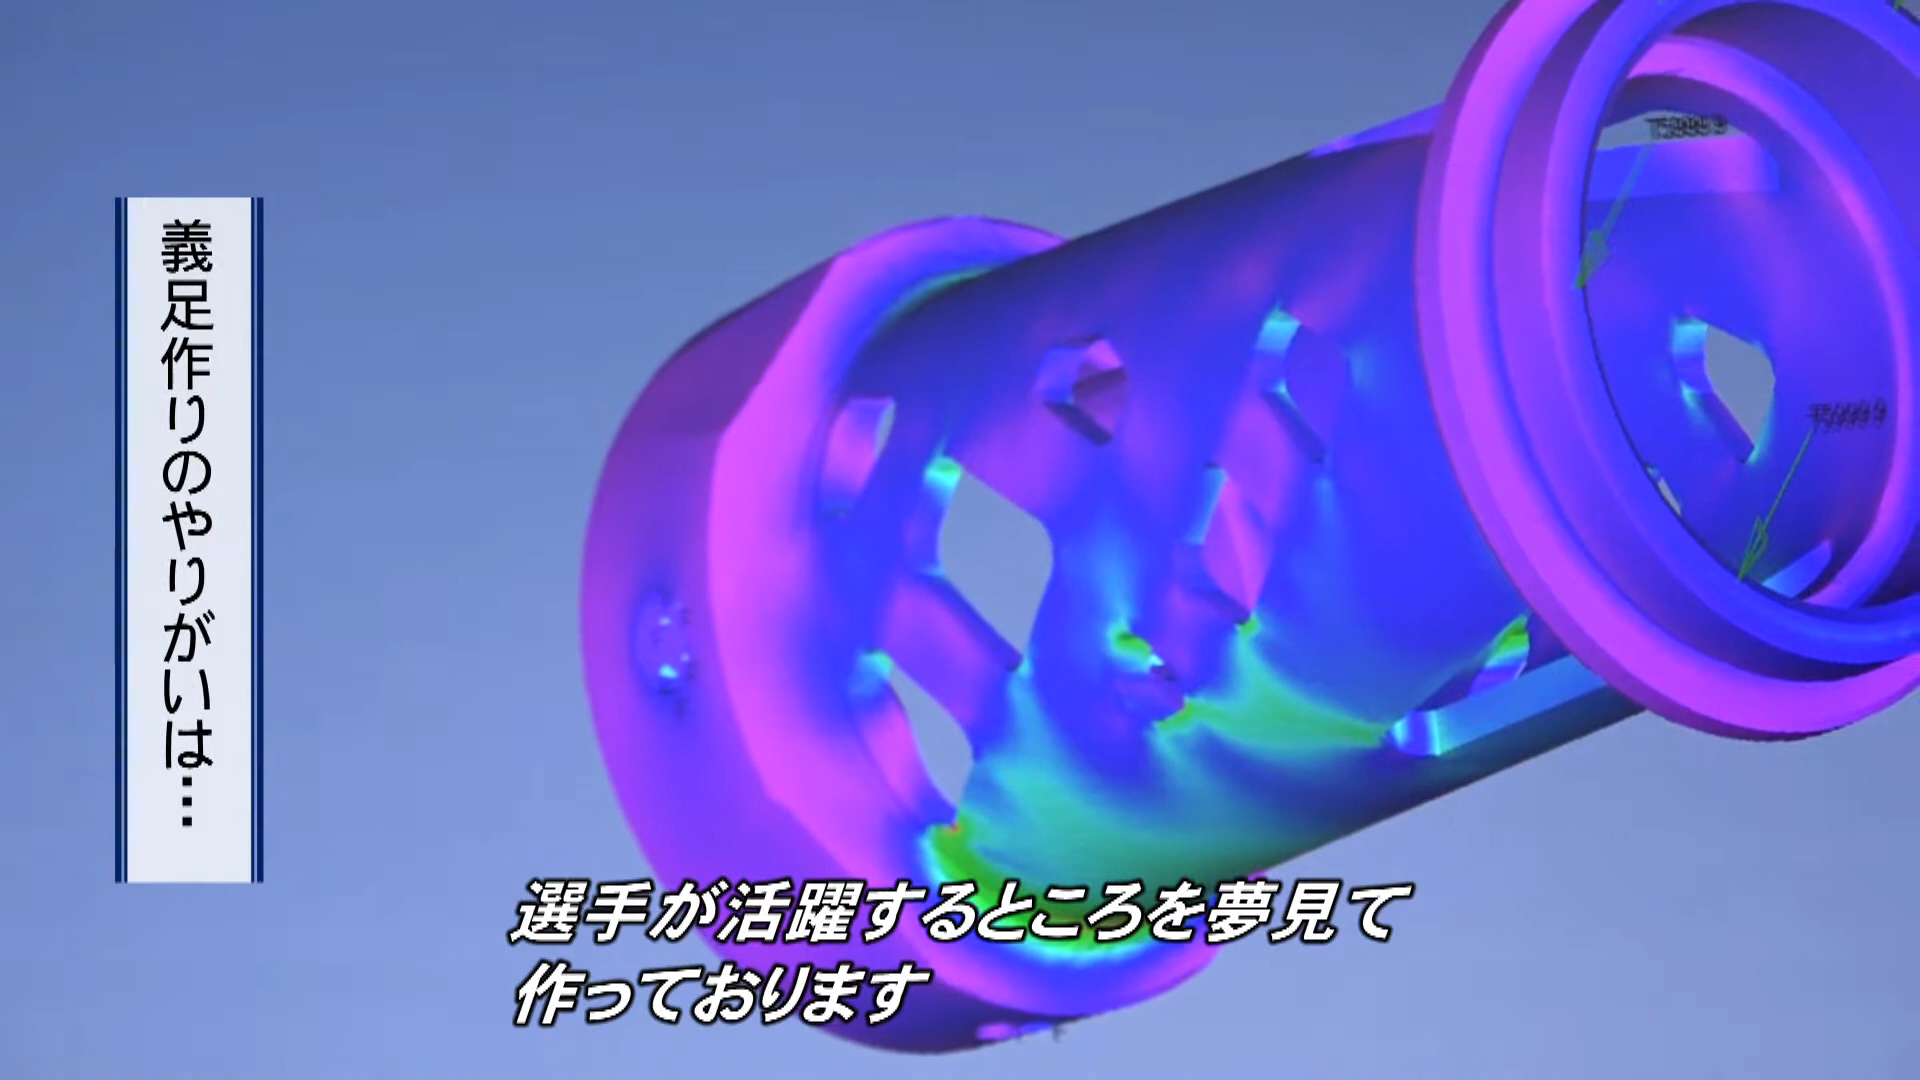 義足作りのやりがいは…
選手が活躍するところを夢見て
作っております